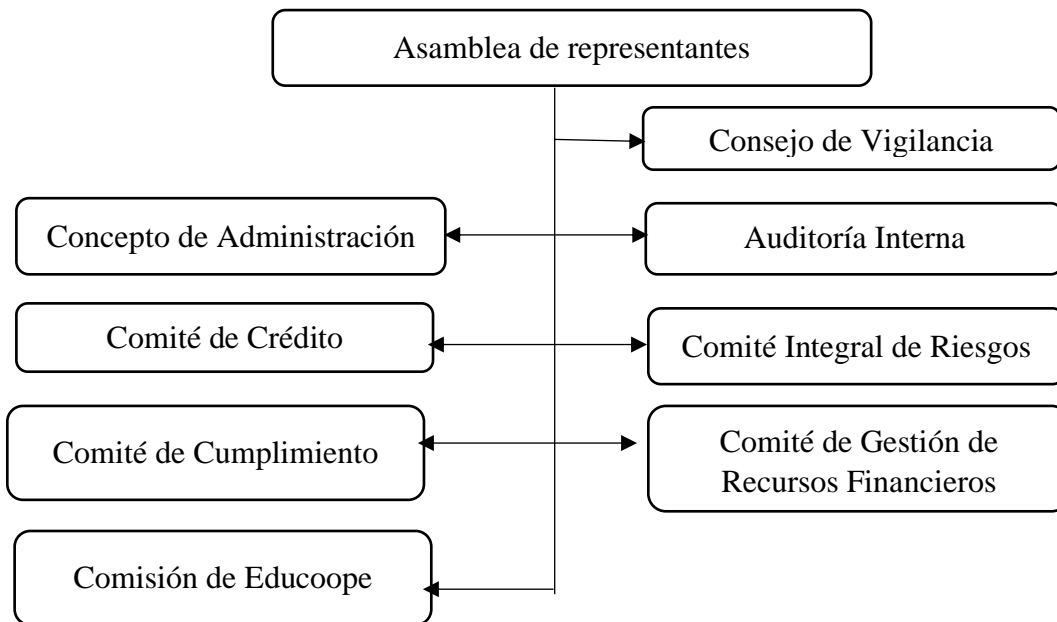 Asamblea de representantes
Consejo de Vigilancia
Concepto de Administración
Auditoría Interna
Comité de Crédito
Comité Integral de Riesgos
Comité de Cumplimiento
Comité de Gestión de
Recursos Financieros
Comisión de Educoope